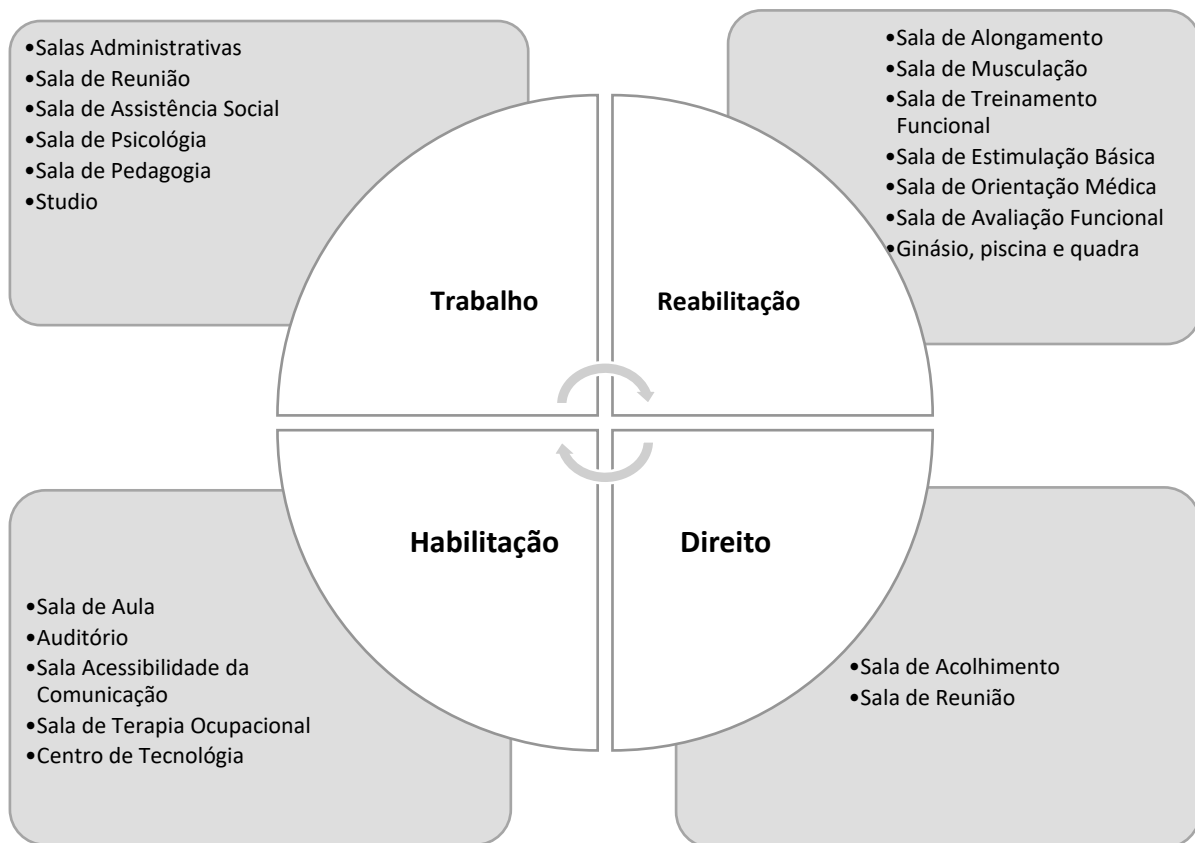 •Salas Administrativas
•Sala de Reunião
•Sala de Assistência Social
•Sala de Psicológia
•Sala de Pedagogia
•Studio
•Sala de Alongamento
•Sala de Musculação
•Sala de Treinamento
Funcional
•Sala de Estimulação Básica
•Sala de Orientação Médica
•Sala de Avaliação Funcional
•Ginásio, piscina e quadra
Trabalho
Reabilitação
Habilitação
Direito
•Sala de Aula
•Auditório
•Sala Acessibilidade da
Comunicação
•Sala de Terapia Ocupacional
•Centro de Tecnológia
•Sala de Acolhimento
•Sala de Reunião